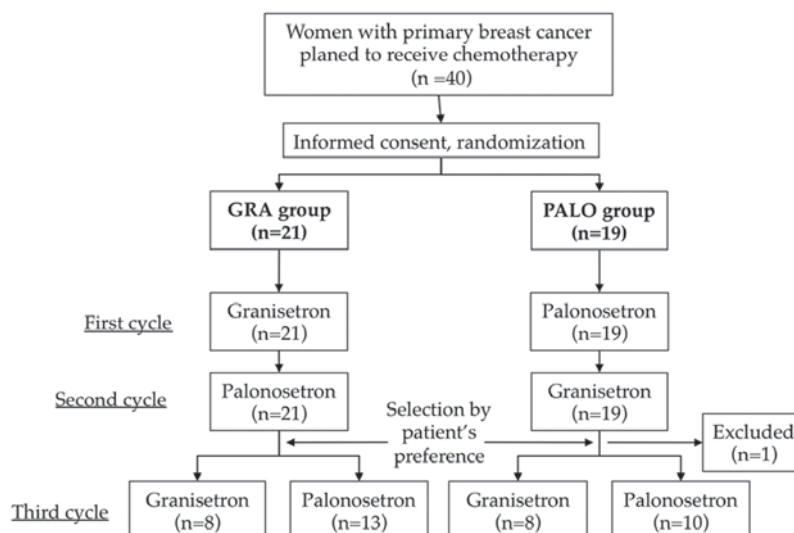 Women with primary breast cancer
planed to receive chemotherapy
(n =40)
Informed consent, randomization
GRA group
(n=21)
PALO group
(n=19)
First cycle
Granisetron
(n=21)
Palonosetron
(n=19)
Second cycle
Palonosetron
(n=21)
Granisetron
(n=19)
Selection by
patient's
preference
Excluded
(n=1)
Third cycle
Granisetron
(n=8)
Palonosetron
(n=13)
Granisetron
(n=8)
Palonosetron
(n=10)